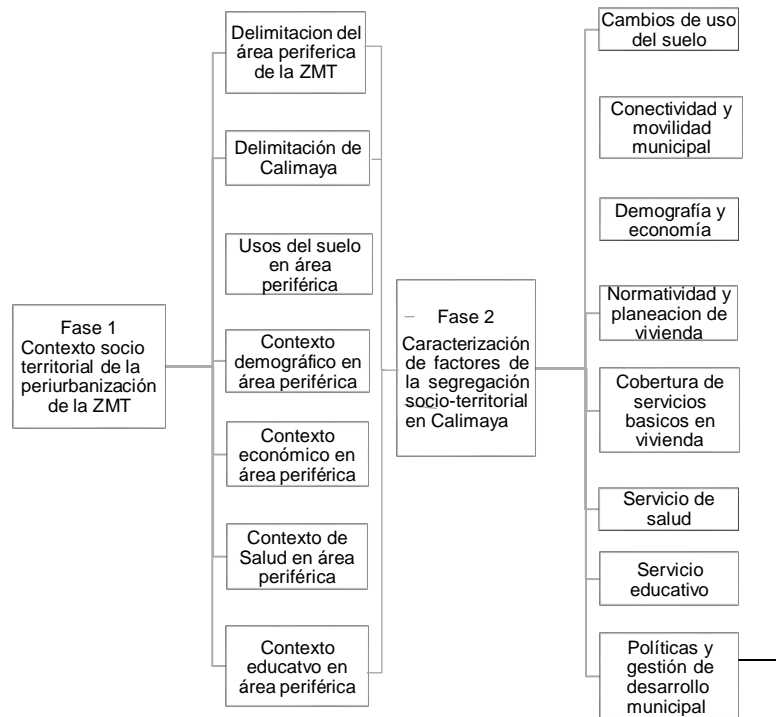 Fase 1
Contexto socio
territorial de la
periurbanización
de la ZMT
Delimitacion del
área periferica
de la ZMT
Delimitación de
Calimaya
Usos del suelo
en área
periférica
Contexto
demográfico en
área periférica
Contexto
económico en
área periférica
Contexto de
Salud en área
periférica
Contexto
educatvo en
área periférica
Fase 2
Caracterización
de factores de
la segregación
socio-territorial
en Calimaya
Cambios de uso
del suelo
Conectividad y
movilidad
municipal
Demografía y
economía
Normatividad y
planeacion de
vivienda
Cobertura de
servicios
basicos en
vivienda
Servicio de
salud
Servicio
educativo
Políticas y
gestión de
desarrollo
municipal